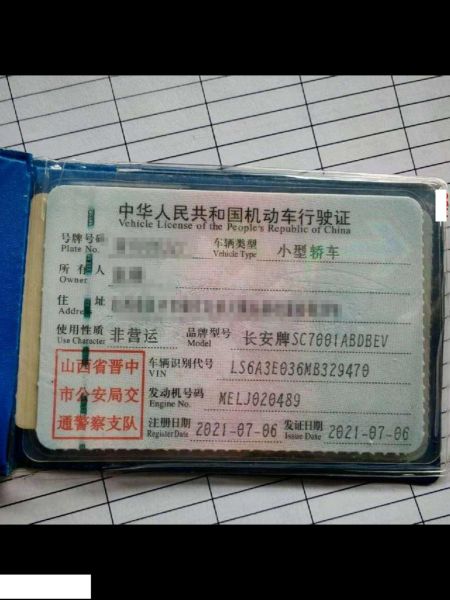 中华人民共和国机动车行驶证
Vehicle License of the People's Republic of China
号牌号码 车辆类型 小型轿车
Plate No. Vehicle Type
所有人
Owner
住 址
Address
使用性质 非营运 品牌型号 长安牌SC7001ABDBEV
Use Character Model
山西省晋中
市公安局交
通警察支队
车辆识别代号 LS6A3E036MB329470
VIN
发动机号码 MELJ020489
Engine No.
注册日期 2021-07-06 发证日期 2021-07-06
Register Date Issue Date